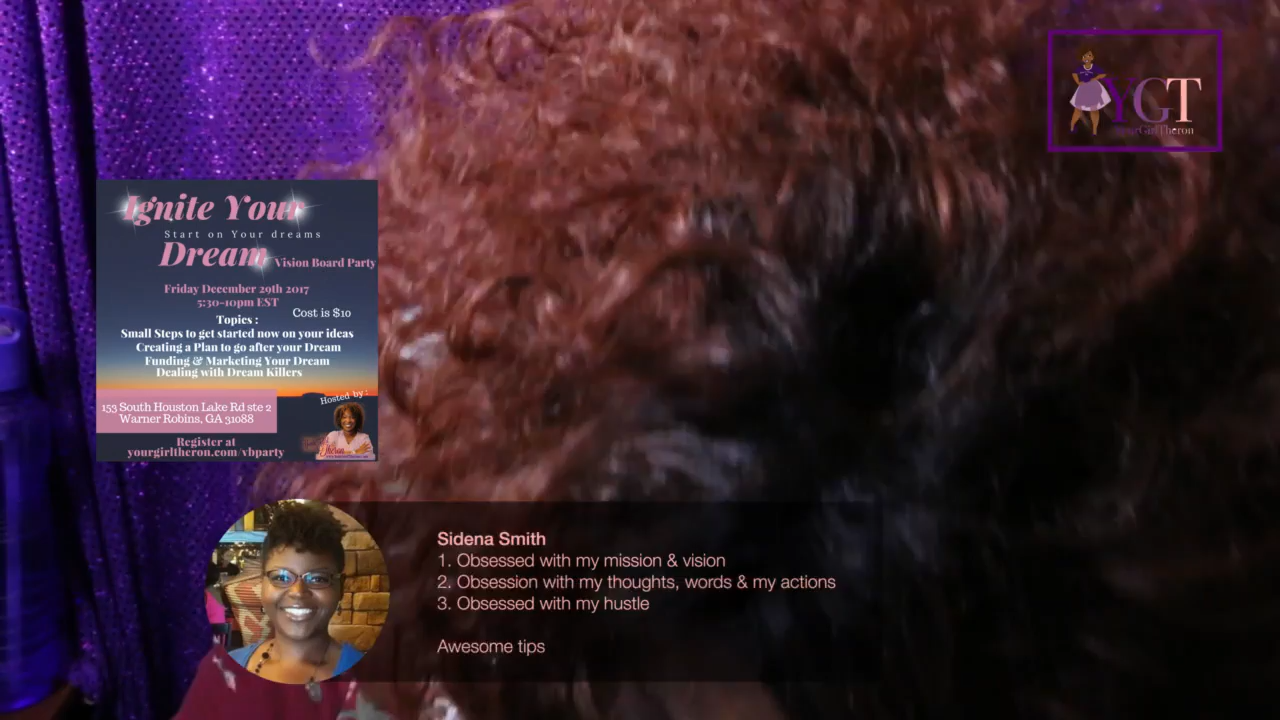 YGT
YourGirlTheron
Ignite Your
Start on Your dreams
Dream Vision Board Party
Friday December 29th 2017
5:30-10pm EST
Cost is $10
Topics :
Small Steps to get started now on your ideas
Creating a Plan to go after your Dream
Funding & Marketing Your Dream
Dealing with Dream Killers
153 South Houston Lake Rd ste 2
Warner Robins, GA 31088
Hosted by :
Theron
Register at
yourgirltheron.com/vbparty
Sidena Smith
1. Obsessed with my mission & vision
2. Obsession with my thoughts, words & my actions
3. Obsessed with my hustle
Awesome tips